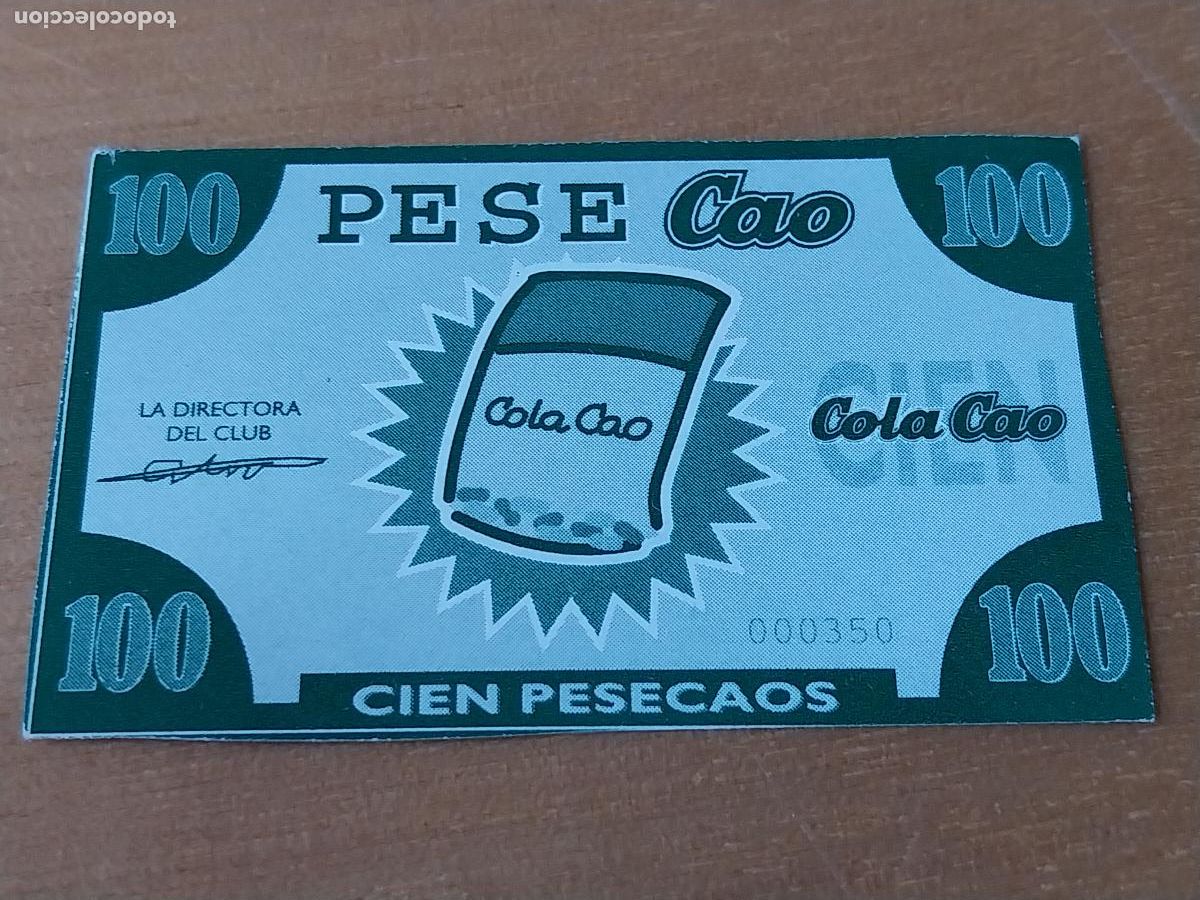 todocoleccion
100 PESE Cao 100
Cola Cao
LA DIRECTORA
DEL CLUB
CIEN
Cola Cao
000350
100 CIEN PESECAOS 100